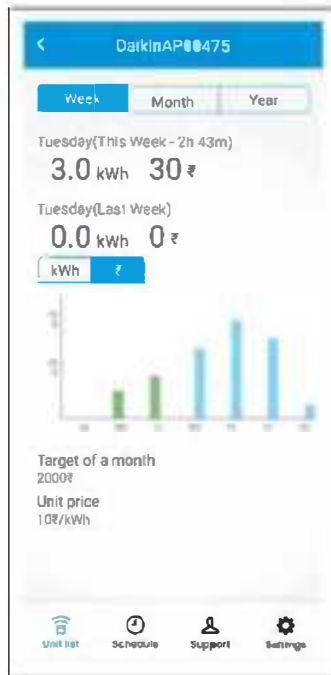 DaikinAP00475
Week Month Year
Tuesday(This Week - 2h 43m)
3.0 kWh 30 ₹
Tuesday(Last Week)
0.0 kWh 0 ₹
kWh ₹
Target of a month
2000₹
Unit price
10₹/kWh
Unit list Schedule Support Settings